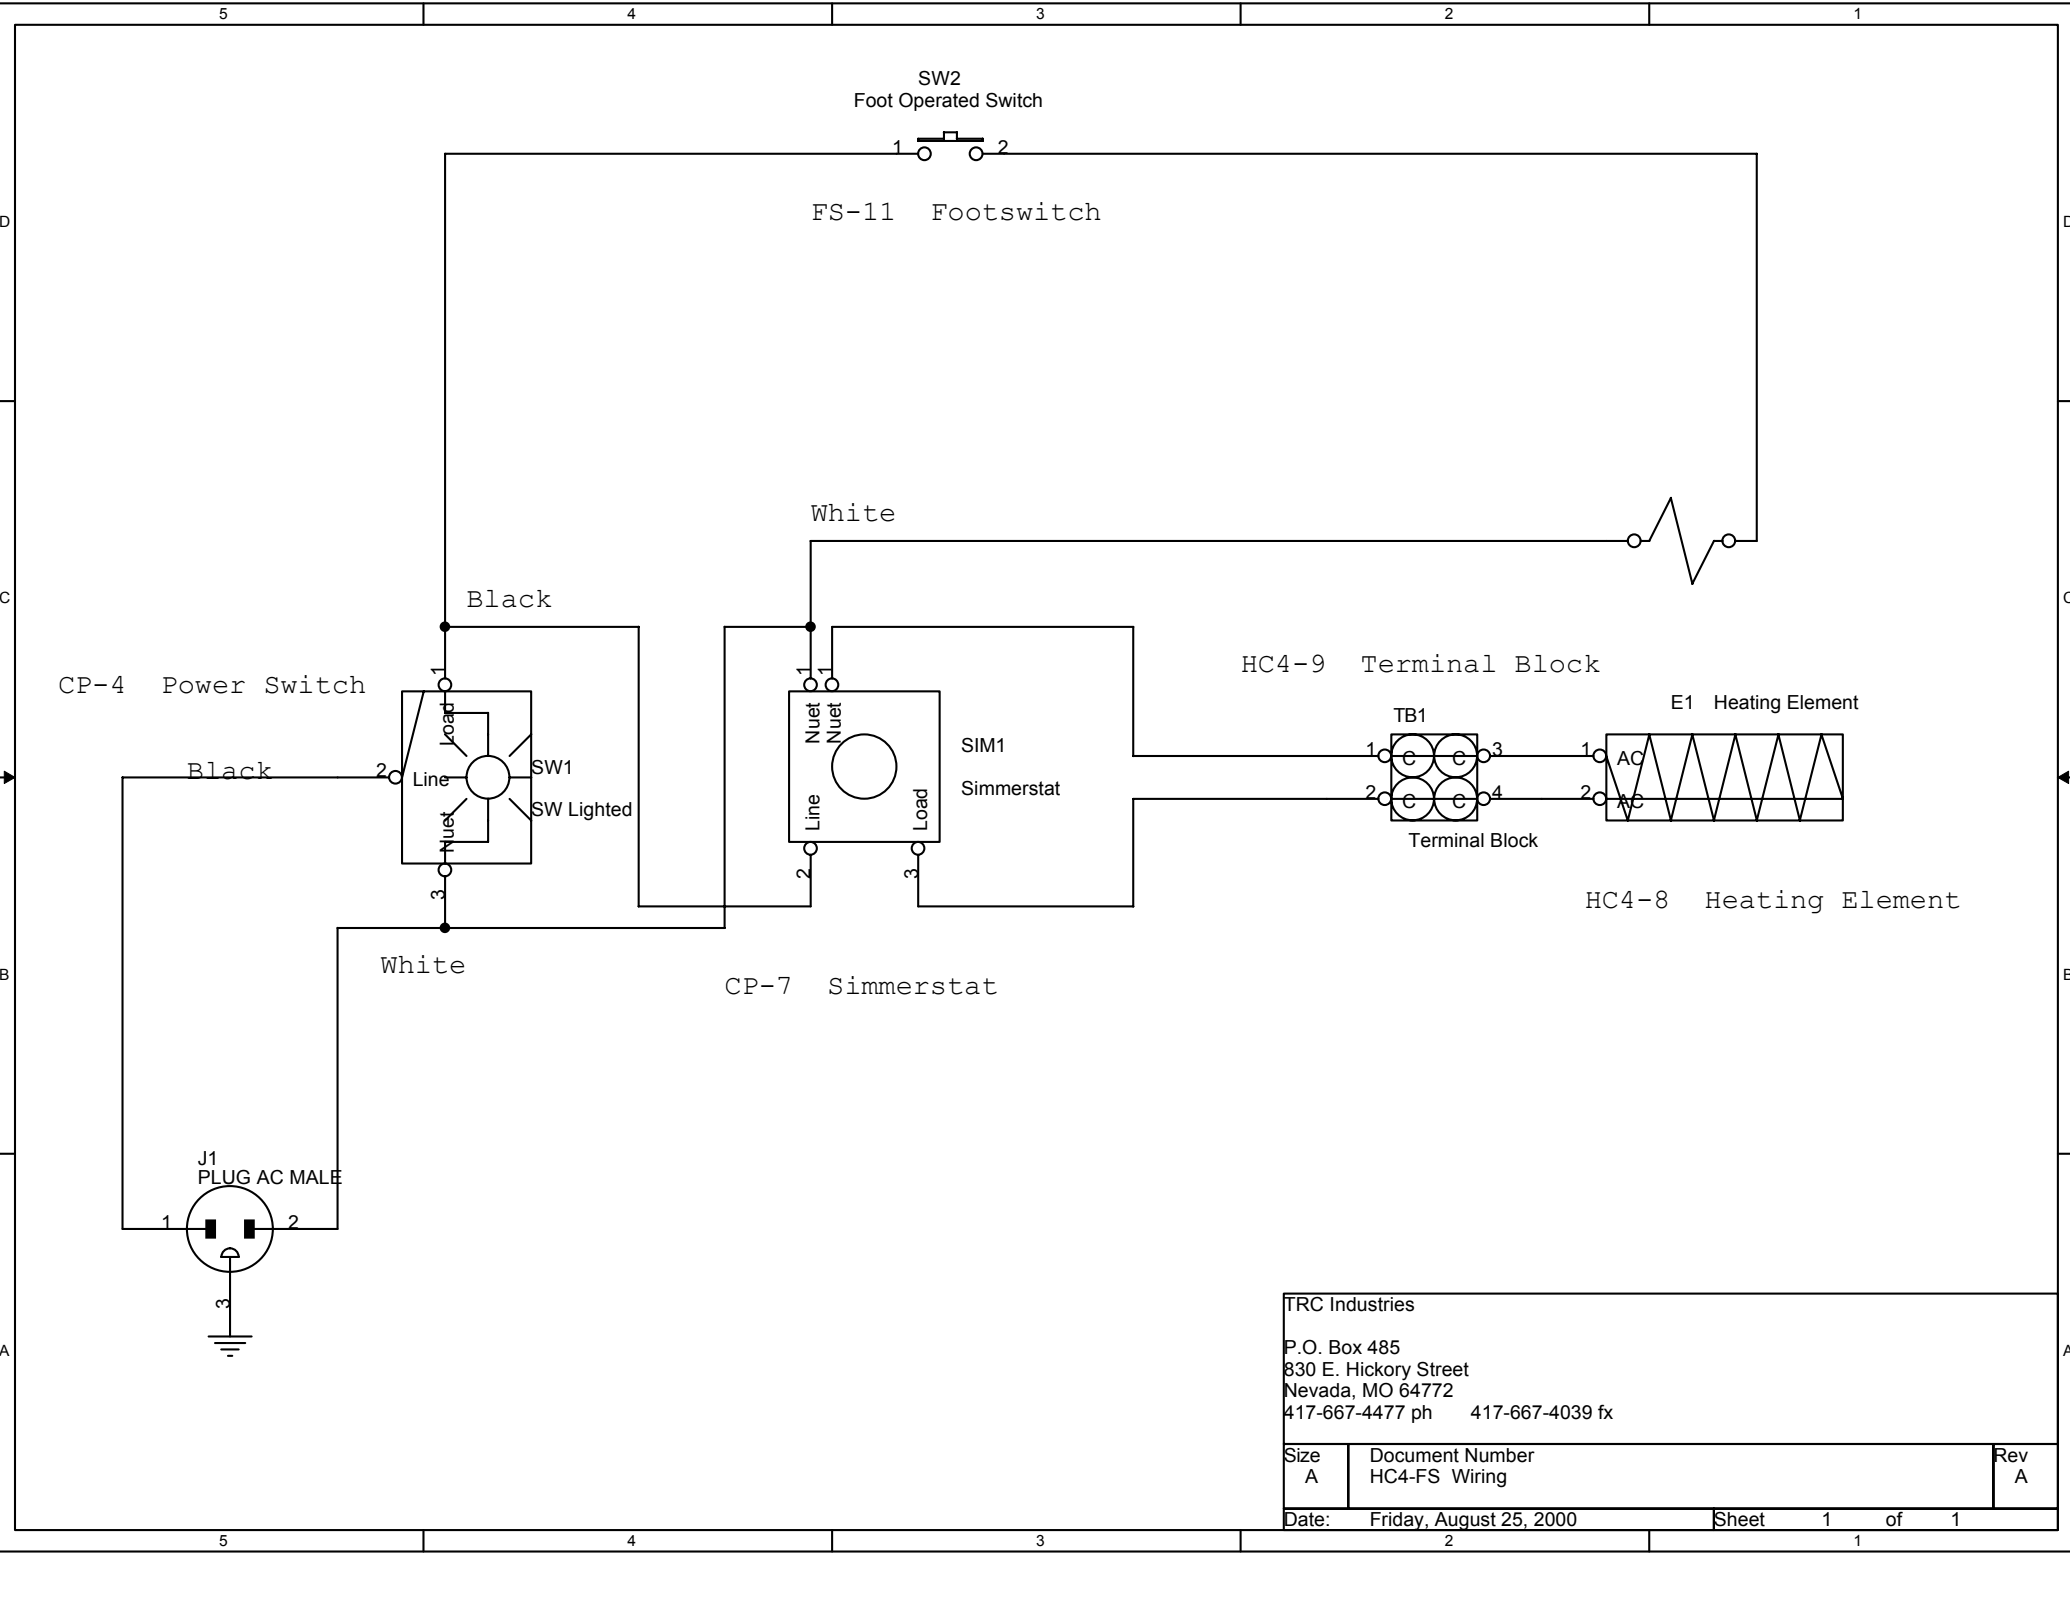 5 4 3 2 1
SW2
Foot Operated Switch
1 2
D D
FS-11 Footswitch
White
C C
Black
CP-4 Power Switch
1
Load
2 Line
Nuet
3
SW1
SW Lighted
Black
White
1 1
Nuet
Nuet
Line
Load
2
3
SIM1
Simmerstat
CP-7 Simmerstat
HC4-9 Terminal Block
TB1
1 C C 3
2 C C 4
Terminal Block
E1 Heating Element
1 AC
2 AC
HC4-8 Heating Element
B B
J1
PLUG AC MALE
1 2
3
A A
TRC Industries
P.O. Box 485
830 E. Hickory Street
Nevada, MO 64772
417-667-4477 ph 417-667-4039 fx
Size Document Number Rev
A HC4-FS Wiring A
Date: Friday, August 25, 2000 Sheet 1 of 1
5 4 3 2 1